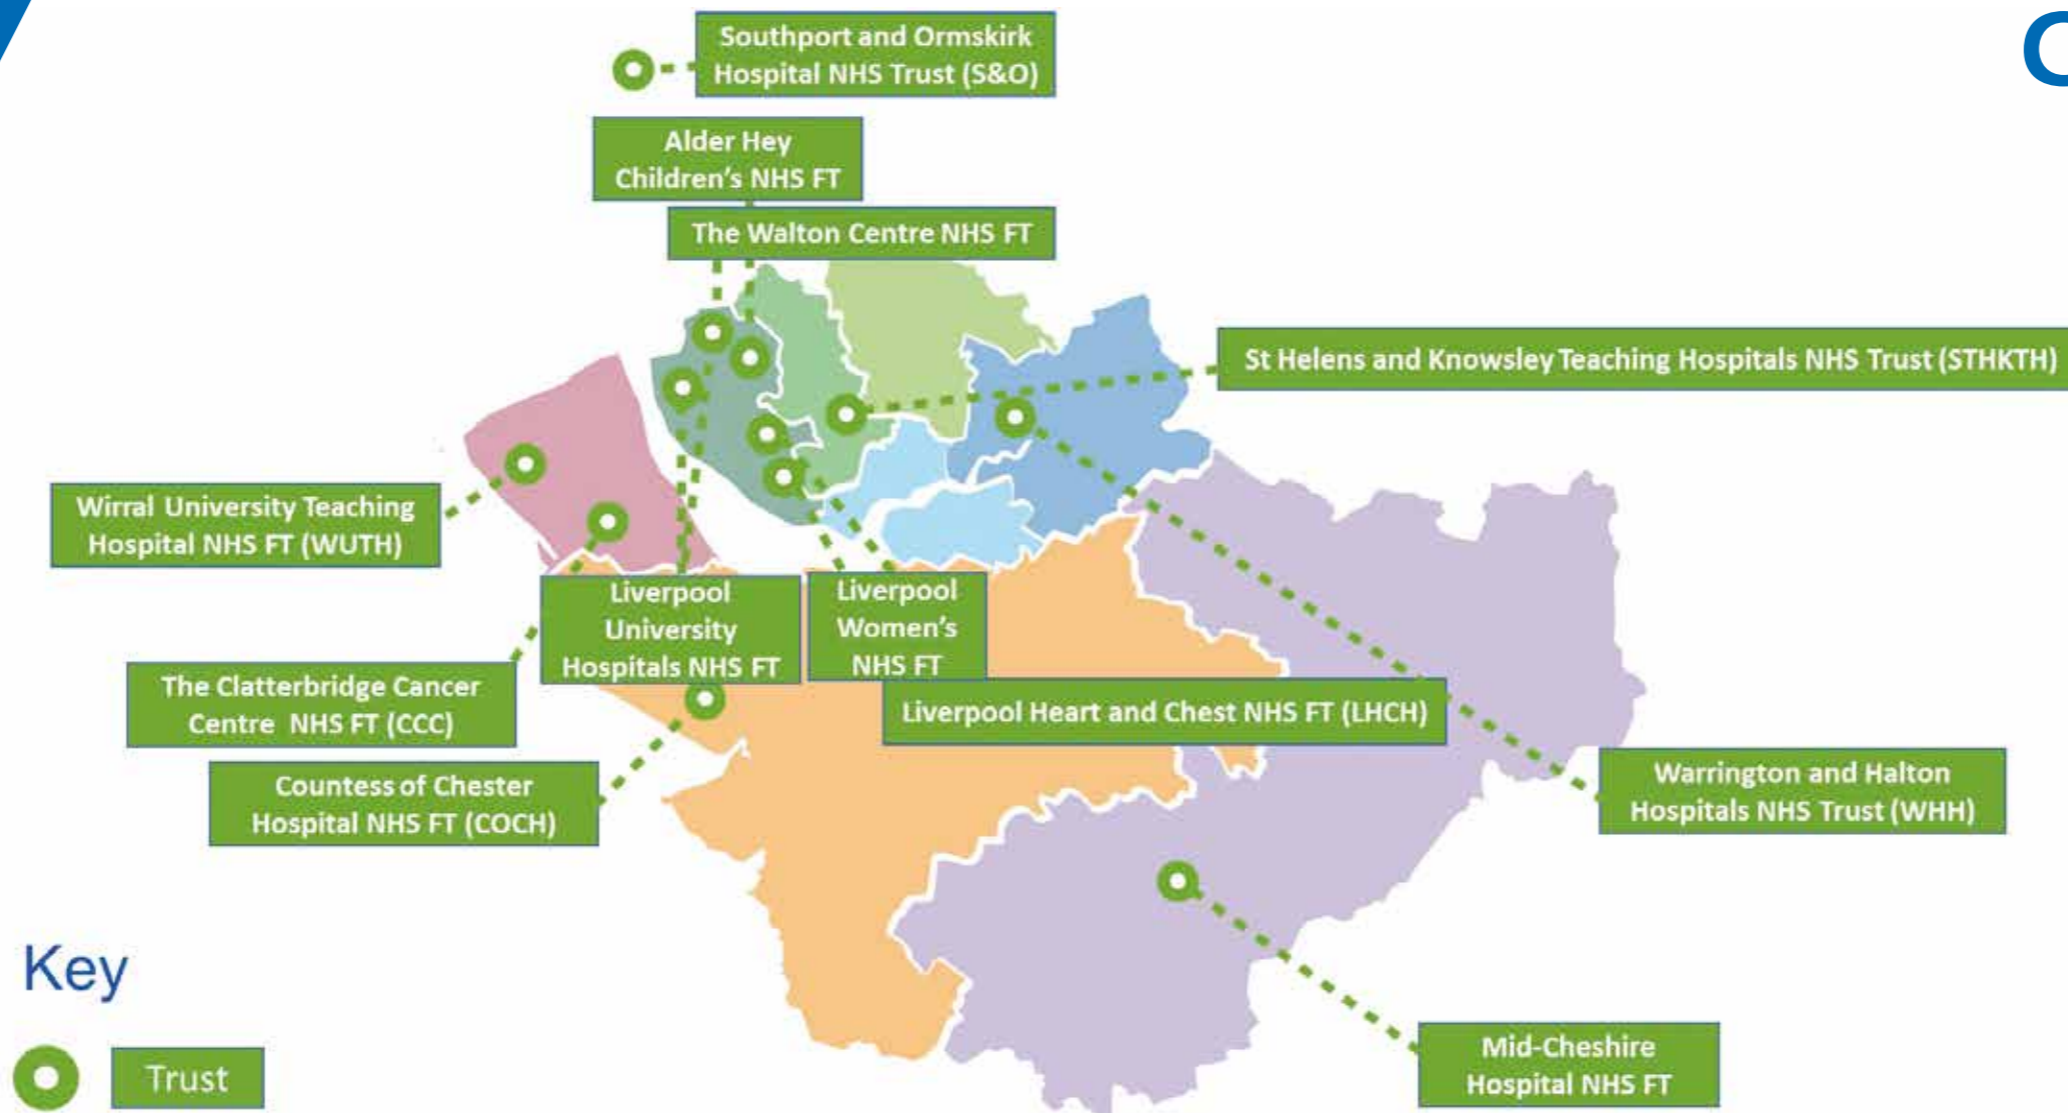 Southport and Ormskirk
Hospital NHS Trust (S&O)
Alder Hey
Children's NHS FT
The Walton Centre NHS FT
St Helens and Knowsley Teaching Hospitals NHS Trust (STHKTH)
Wirral University Teaching
Hospital NHS FT (WUTH)
Liverpool
University
Hospitals NHS FT
Liverpool
Women's
NHS FT
The Clatterbridge Cancer
Centre NHS FT (CCC)
Liverpool Heart and Chest NHS FT (LHCH)
Countess of Chester
Hospital NHS FT (COCH)
Warrington and Halton
Hospitals NHS Trust (WHH)
Key
Trust
Mid-Cheshire
Hospital NHS FT